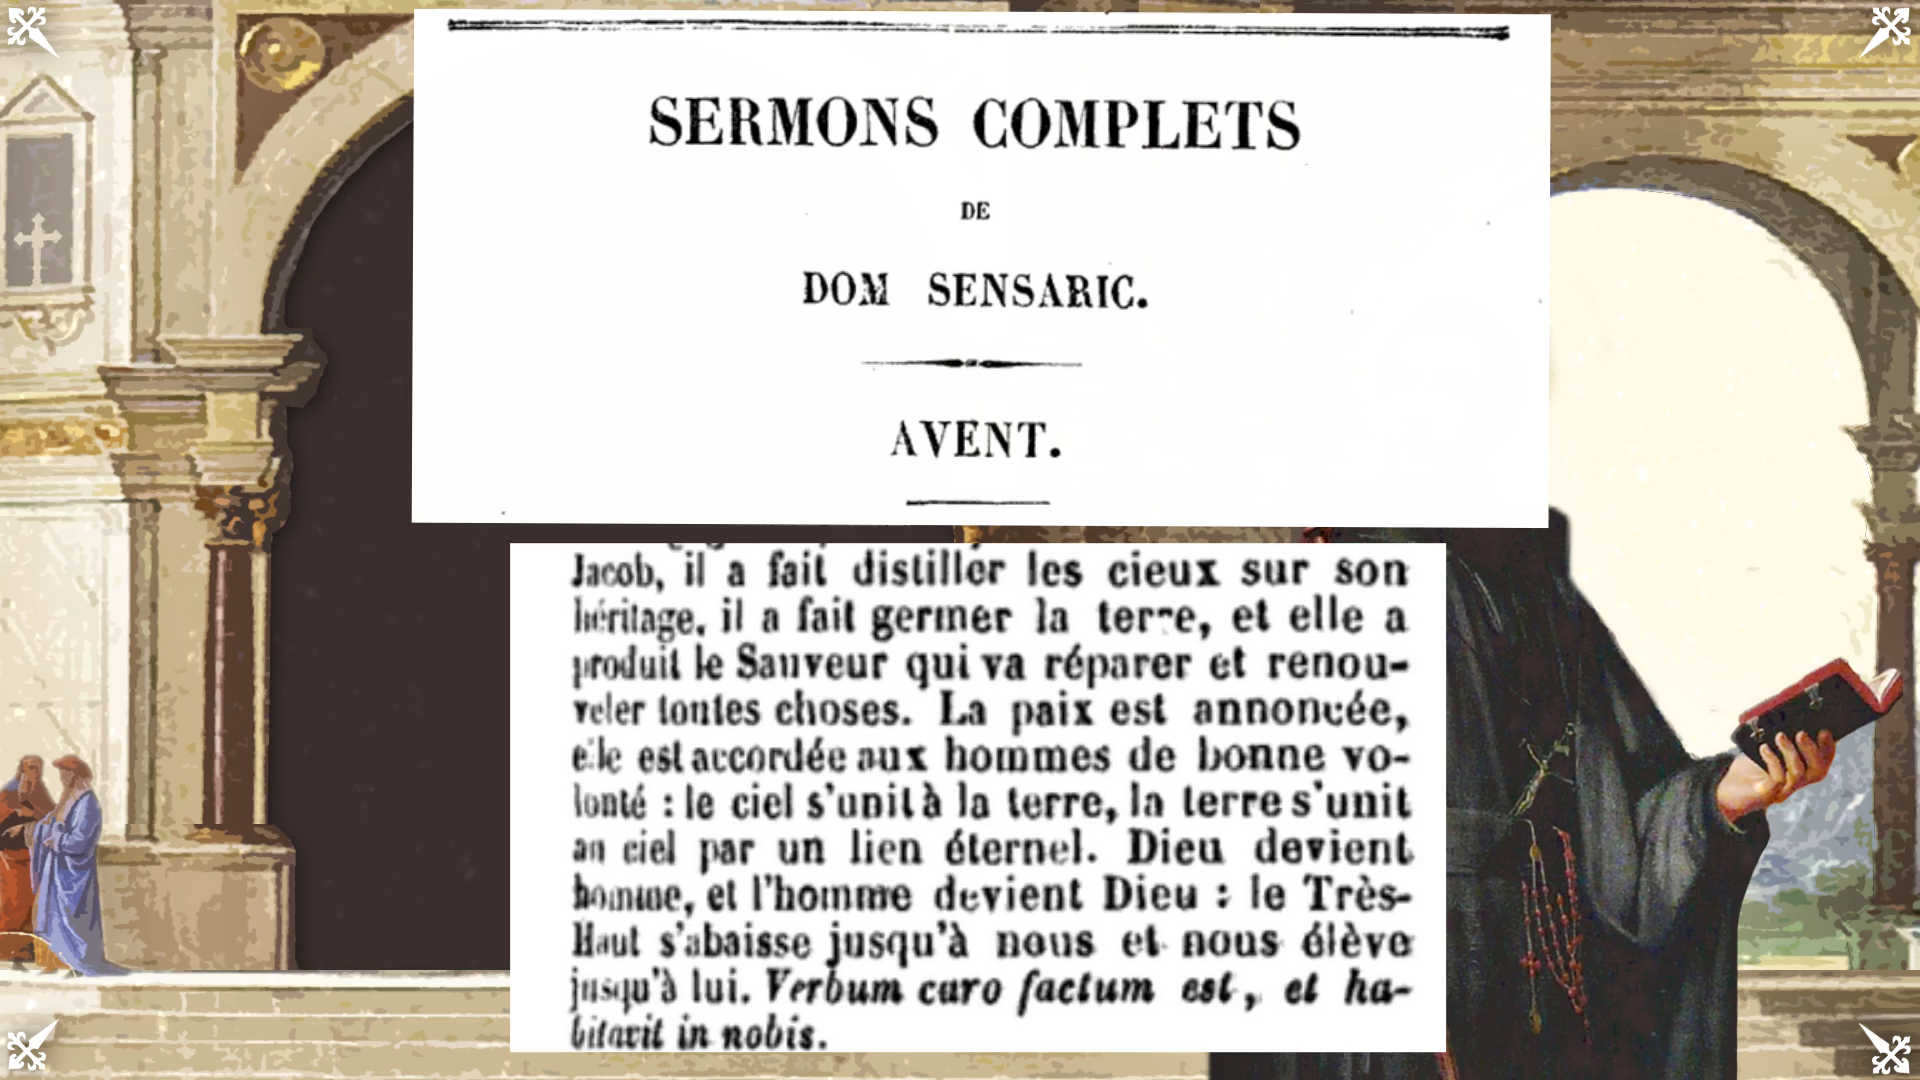 SERMONS COMPLETS
DE
DOM SENSARIC.
AVENT.
Jacob, il a fait distiller les cieux sur son
héritage, il a fait germer la terre, et elle a
produit le Sauveur qui va réparer et renou-
veler toutes choses. La paix est annoncée,
elle est accordée aux hommes de bonne vo-
lonté : le ciel s'unit à la terre, la terre s'unit
au ciel par un lien éternel. Dieu devient
homme, et l'homme devient Dieu : le Très-
Haut s'abaisse jusqu'à nous et nous élève
jusqu'à lui. Verbum caro factum est, et ha-
bitavit in nobis.